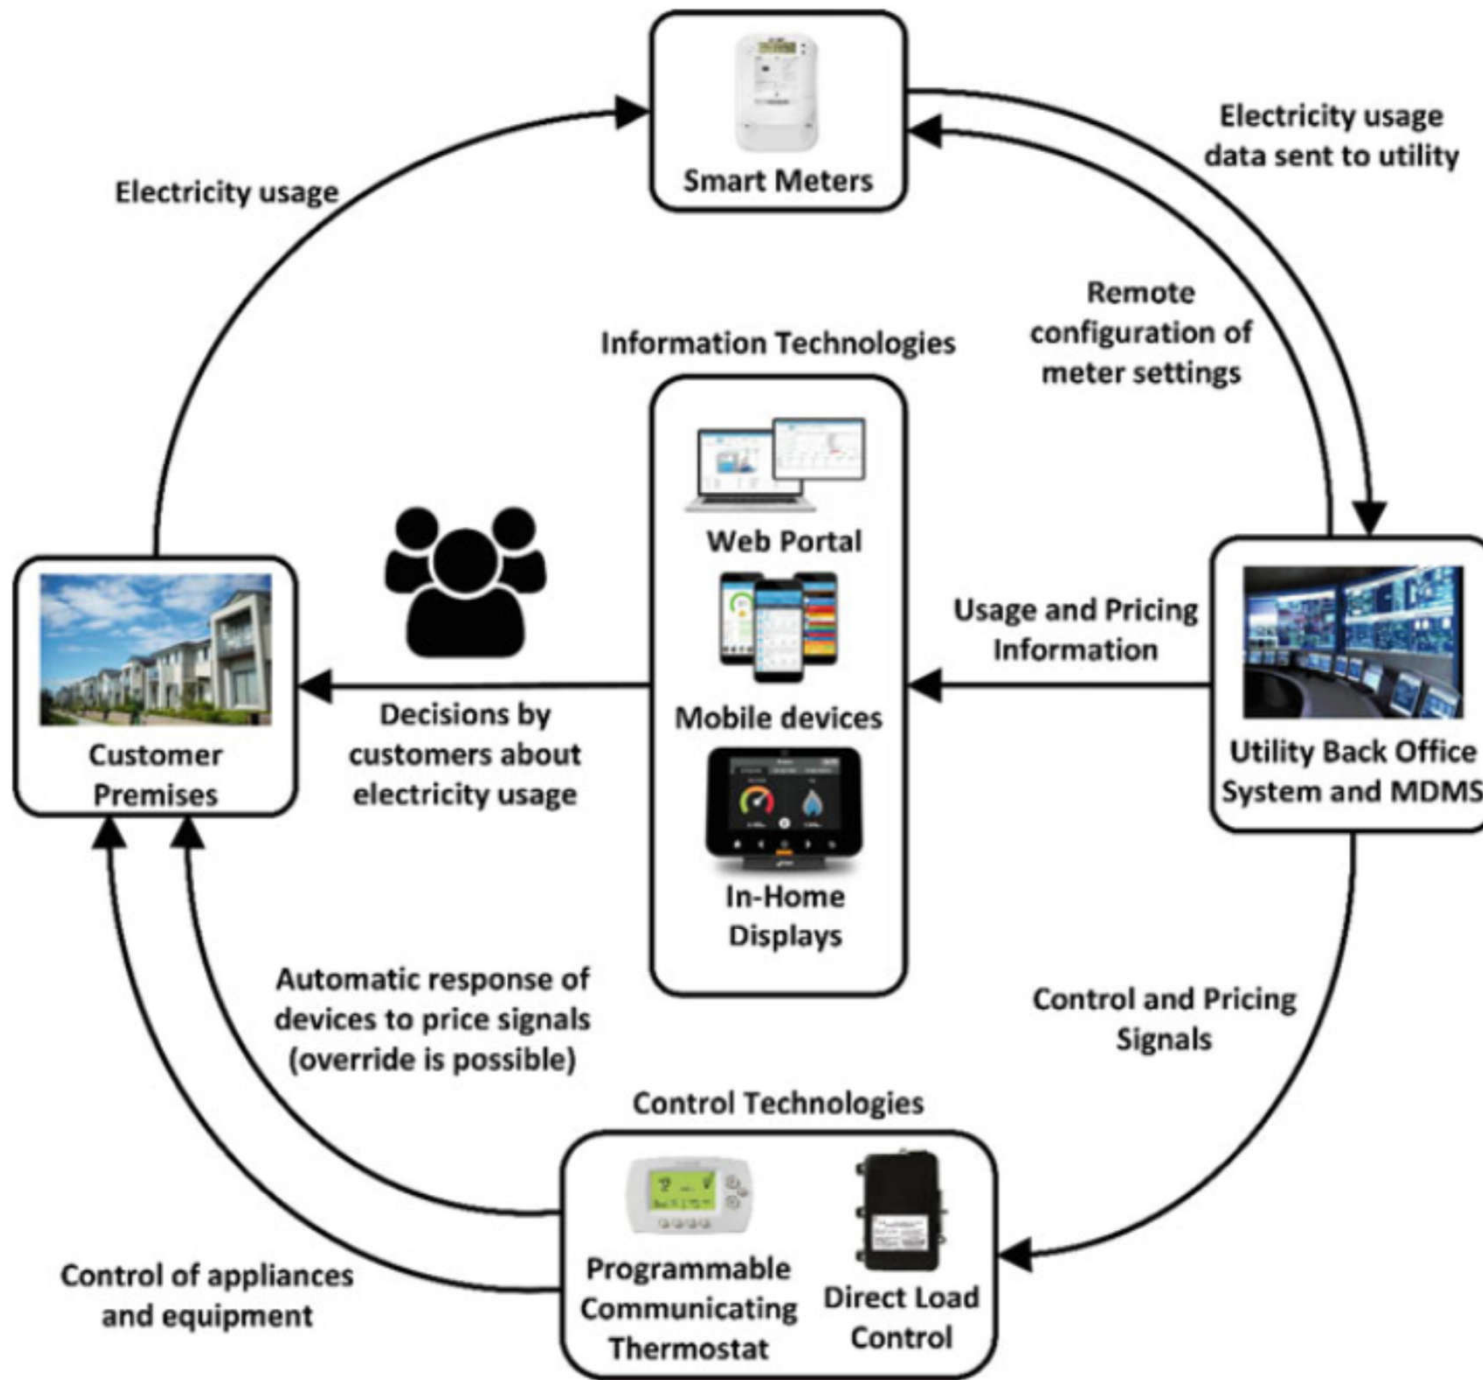 Smart Meters
Electricity usage
data sent to utility
Electricity usage
Remote
configuration of
meter settings
Information Technologies
Web Portal
Usage and Pricing
Information
Mobile devices
Decisions by
customers about
electricity usage
Customer
Premises
Utility Back Office
System and MDMS
In-Home
Displays
Automatic response of
devices to price signals
(override is possible)
Control and Pricing
Signals
Control Technologies
Control of appliances
and equipment
Programmable
Communicating
Thermostat
Direct Load
Control